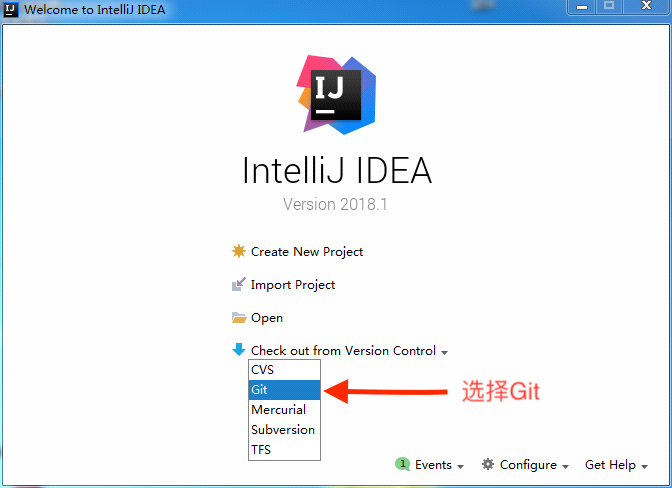 Welcome to IntelliJ IDEA
IJ
IntelliJ IDEA
Version 2018.1
Create New Project
Import Project
Open
Check out from Version Control
CVS
Git
选择Git
Mercurial
Subversion
TFS
1 Events
Configure
Get Help